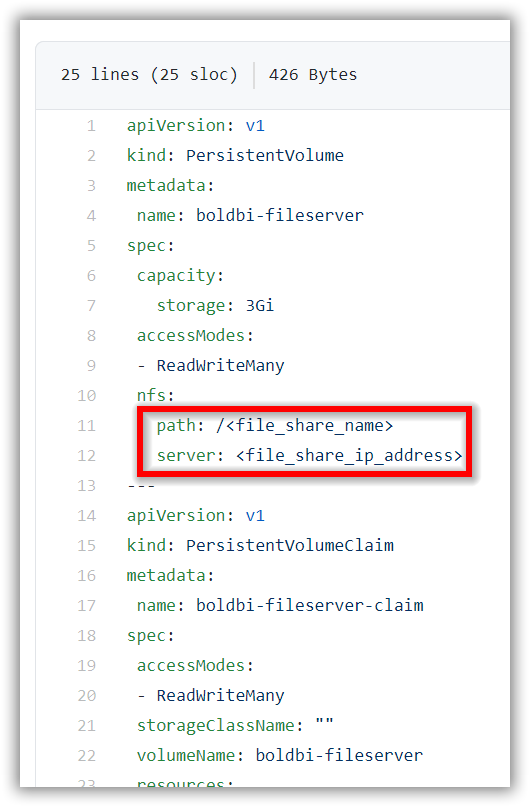 25 lines (25 sloc) 426 Bytes
1 apiVersion: v1
2 kind: PersistentVolume
3 metadata:
4 name: boldbi-fileserver
5 spec:
6 capacity:
7 storage: 3Gi
8 accessModes:
9 - ReadWriteMany
10 nfs:
11 path: /<file_share_name>
12 server: <file_share_ip_address>
13 ---
14 apiVersion: v1
15 kind: PersistentVolumeClaim
16 metadata:
17 name: boldbi-fileserver-claim
18 spec:
19 accessModes:
20 - ReadWriteMany
21 storageClassName: ""
22 volumeName: boldbi-fileserver
23 resources: